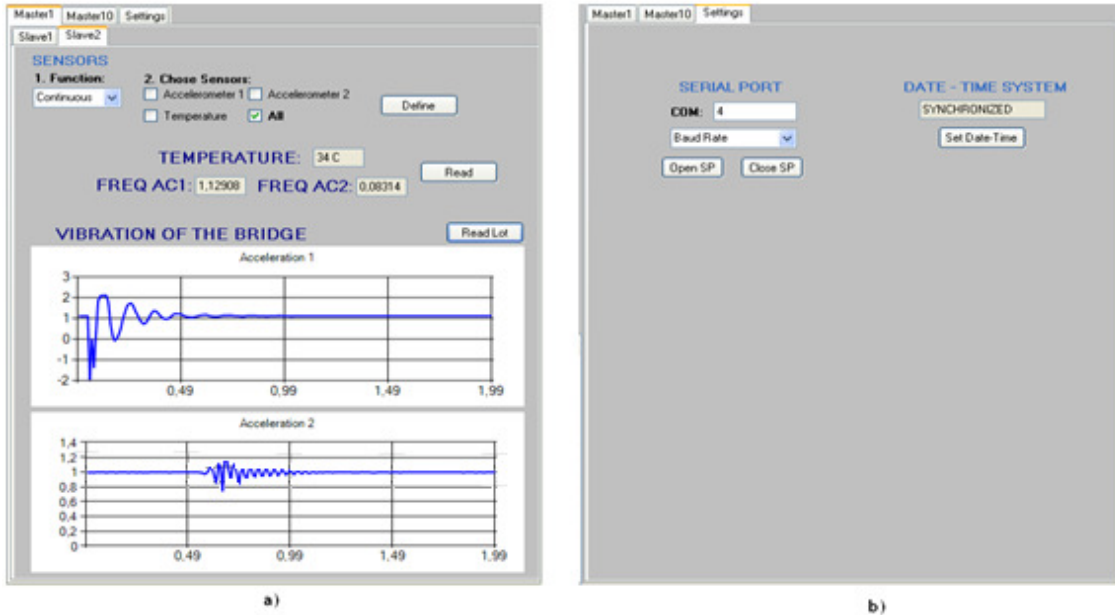 Master1 Master10 Settings
Slave1 Slave2
SENSORS
1. Function: 2. Chose Sensors:
Continuous Accelerometer 1 Accelerometer 2
Temperature All
Define
TEMPERATURE: 34 C
Read
FREQ AC1: 1,12908 FREQ AC2: 0,08314
VIBRATION OF THE BRIDGE Read Lot
Acceleration 1
3
2
1
0
-1
-2
0,49 0,99 1,49 1,99
Acceleration 2
1,4
1,2
1
0,8
0,6
0,4
0,2
0
0,49 0,99 1,49 1,99
a)
Master1 Master10 Settings
SERIAL PORT
COM: 4
Baud Rate
Open SP Close SP
DATE - TIME SYSTEM
SYNCHRONIZED
Set Date-Time
b)